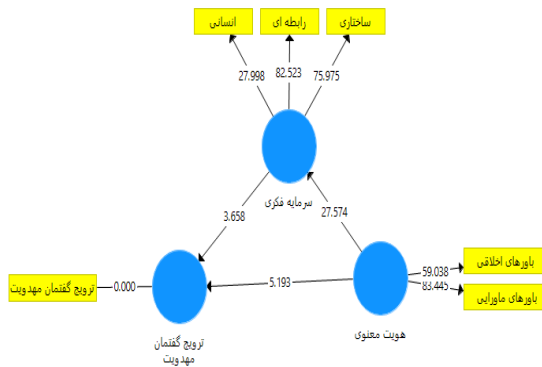 انسانی
رابطه ای
ساختاری
27.998
82.523
75.975
سرمایه فکری
3.658
27.574
ترویج گفتمان مهدویت
0.000
5.193
59.038
83.445
باورهای اخلاقی
باورهای ماورایی
هویت معنوی
ترویج گفتمان
مهدویت